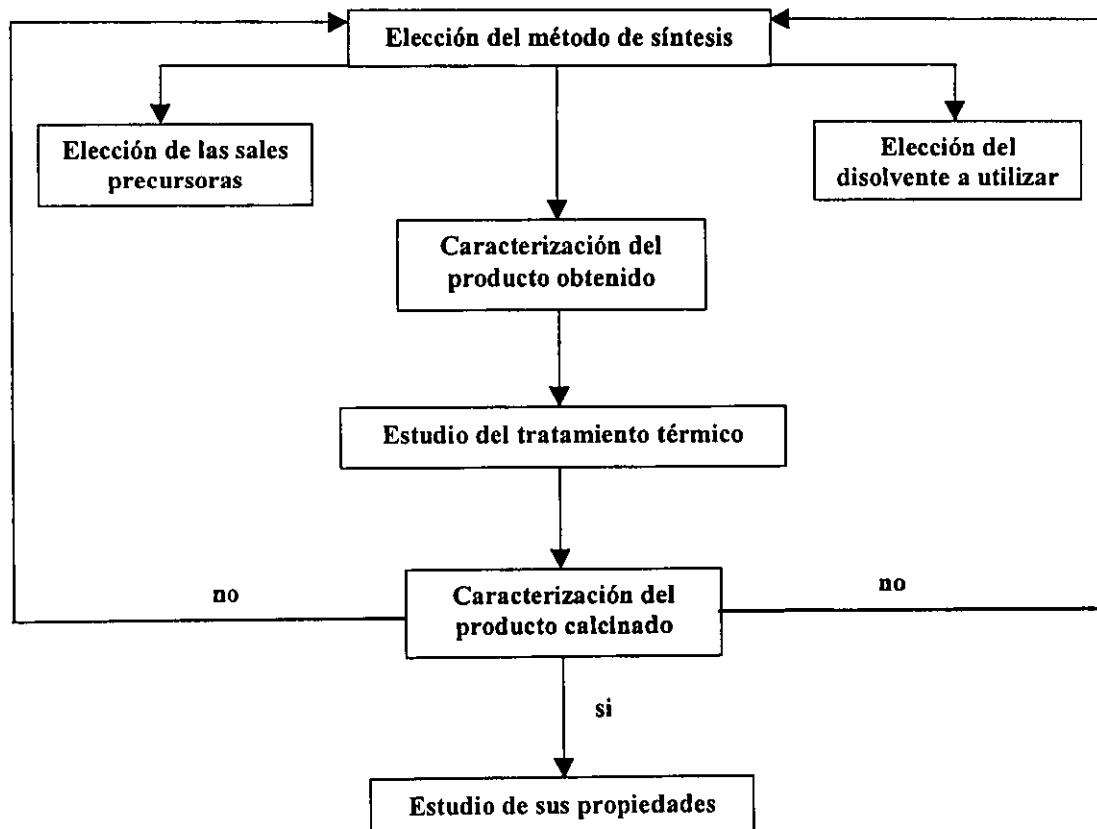 Elección del método de síntesis
Elección de las sales
precursoras
Elección del
disolvente a utilizar
Caracterización del
producto obtenido
Estudio del tratamiento térmico
no
Caracterización del
producto calcinado
no
si
Estudio de sus propiedades